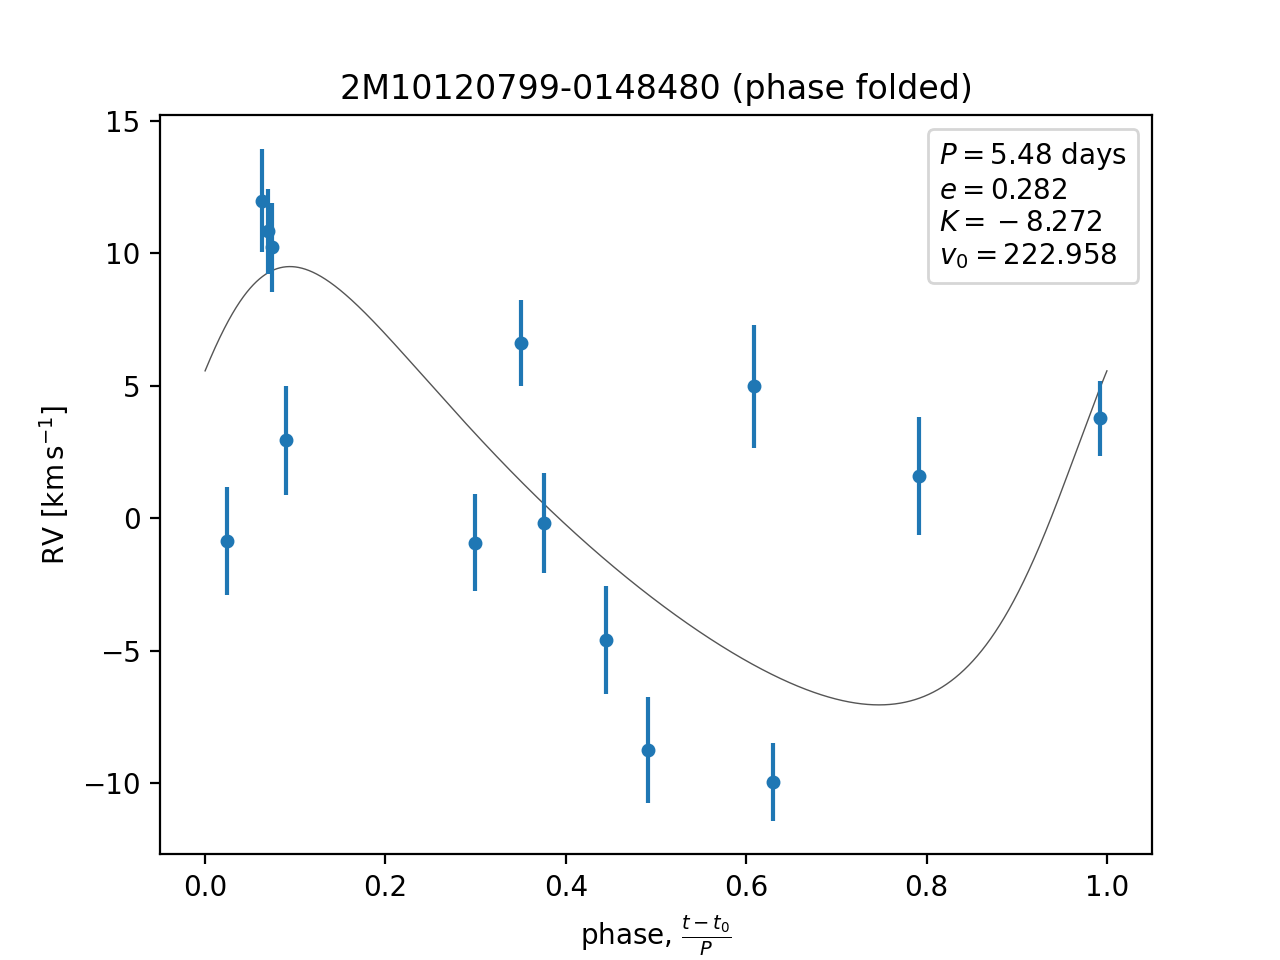 2M10120799-0148480 (phase folded)
P = 5.48 days
e = 0.282
K = −8.272
v₀ = 222.958
15
10
5
0
−5
−10
RV [km s⁻¹]
0.0 0.2 0.4 0.6 0.8 1.0
phase, (t − t₀)/P